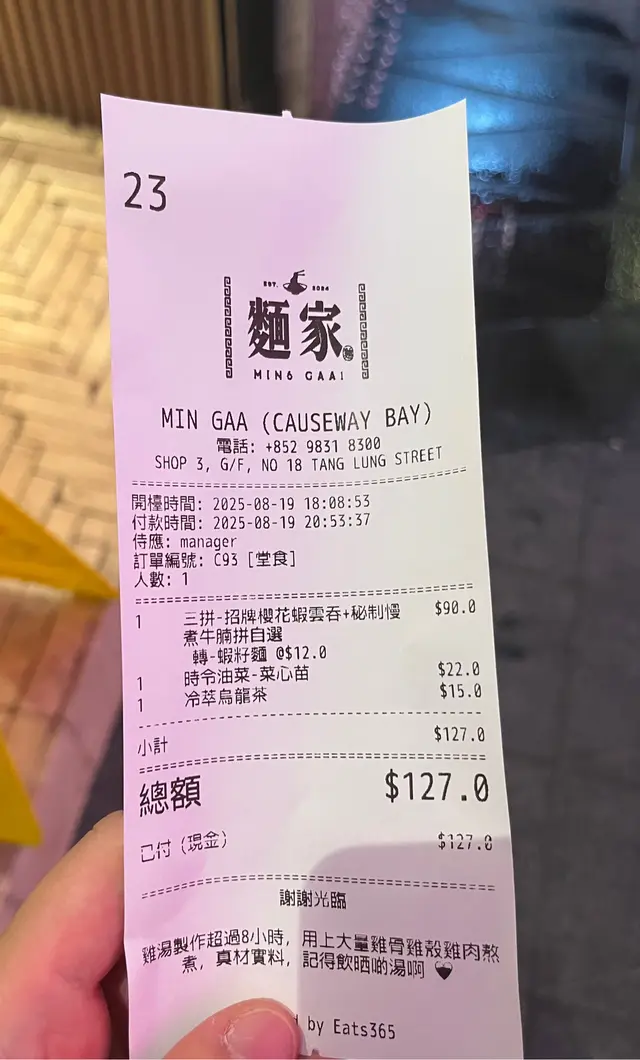 23
EST. 2024
麵家
MING GAA!
MIN GAA (CAUSEWAY BAY)
電話: +852 9831 8300
SHOP 3, G/F, NO 18 TANG LUNG STREET
開檯時間: 2025-08-19 18:08:53
付款時間: 2025-08-19 20:53:37
侍應: manager
訂單編號: C93 [堂食]
人數: 1
1 三拼-招牌櫻花蝦雲吞+秘制慢 $90.0
煮牛腩拼自選
轉-蝦籽麵 @$12.0
1 時令油菜-菜心苗 $22.0
1 冷萃烏龍茶 $15.0
小計 $127.0
總額 $127.0
已付 (現金) $127.0
謝謝光臨
雞湯製作超過8小時, 用上大量雞骨雞殼雞肉熬
煮, 真材實料, 記得飲晒啲湯啊
by Eats365